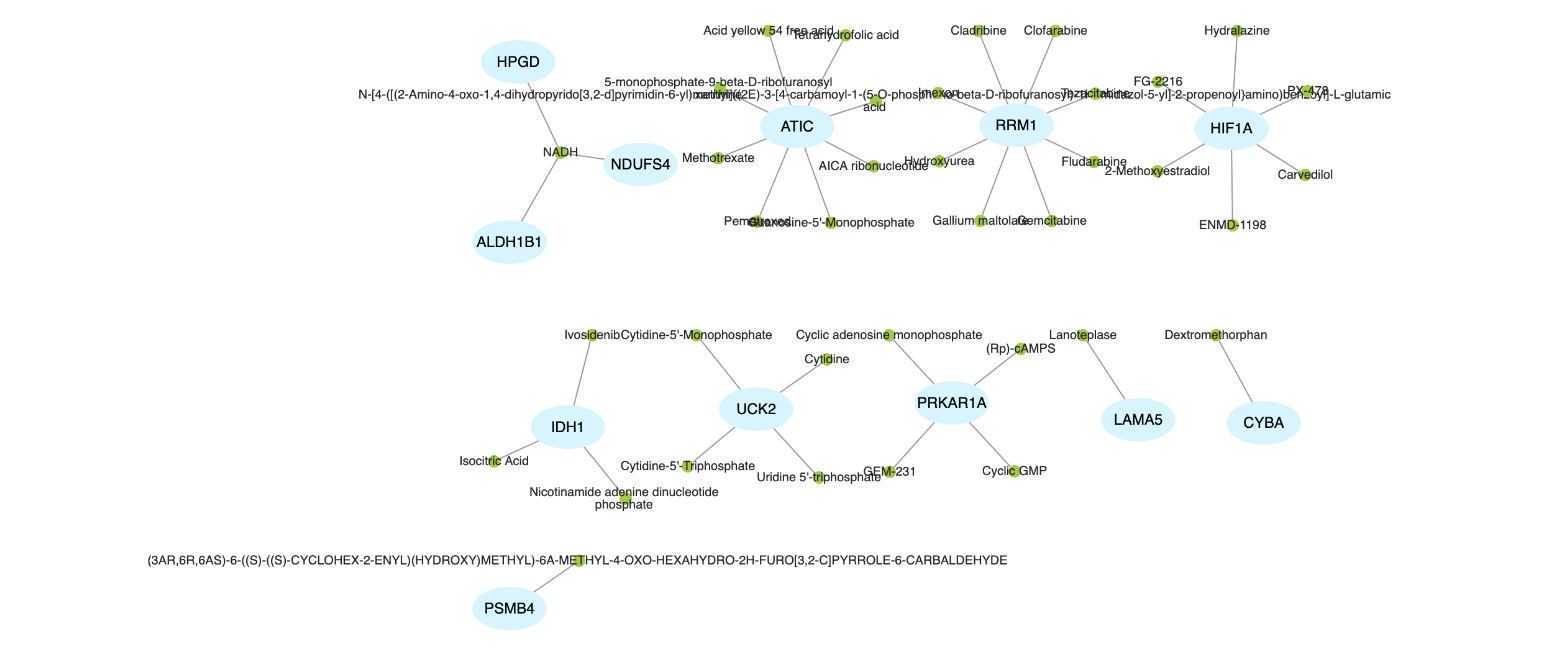 Acid yellow 54 free acid
Tetrahydrofolic acid
Cladribine
Clofarabine
Hydralazine
HPGD
5-monophosphate-9-beta-D-ribofuranosyl
xanthine
FG-2216
N-[4-([(2-Amino-4-oxo-1,4-dihydropyrido[3,2-d]pyrimidin-6-yl)methyl]{(2E)-3-[4-carbamoyl-1-(5-O-phosphono-beta-D-ribofuranosyl)-1H-imidazol-5-yl]-2-propenoyl}amino)benzoyl]-L-glutamic
acid
Imexon
Tezacitabine
PX-478
ATIC
RRM1
HIF1A
NADH
NDUFS4
Methotrexate
AICA ribonucleotide
Hydroxyurea
Fludarabine
2-Methoxyestradiol
Carvedilol
Pemetrexed
Guanosine-5'-Monophosphate
Gallium maltolate
Gemcitabine
ENMD-1198
ALDH1B1
Ivosidenib
Cytidine-5'-Monophosphate
Cyclic adenosine monophosphate
Lanoteplase
Dextromethorphan
Cytidine
(Rp)-cAMPS
IDH1
UCK2
PRKAR1A
LAMA5
CYBA
Isocitric Acid
Cytidine-5'-Triphosphate
Uridine 5'-triphosphate
GEM-231
Cyclic GMP
Nicotinamide adenine dinucleotide
phosphate
(3AR,6R,6AS)-6-((S)-((S)-CYCLOHEX-2-ENYL)(HYDROXY)METHYL)-6A-METHYL-4-OXO-HEXAHYDRO-2H-FURO[3,2-C]PYRROLE-6-CARBALDEHYDE
PSMB4